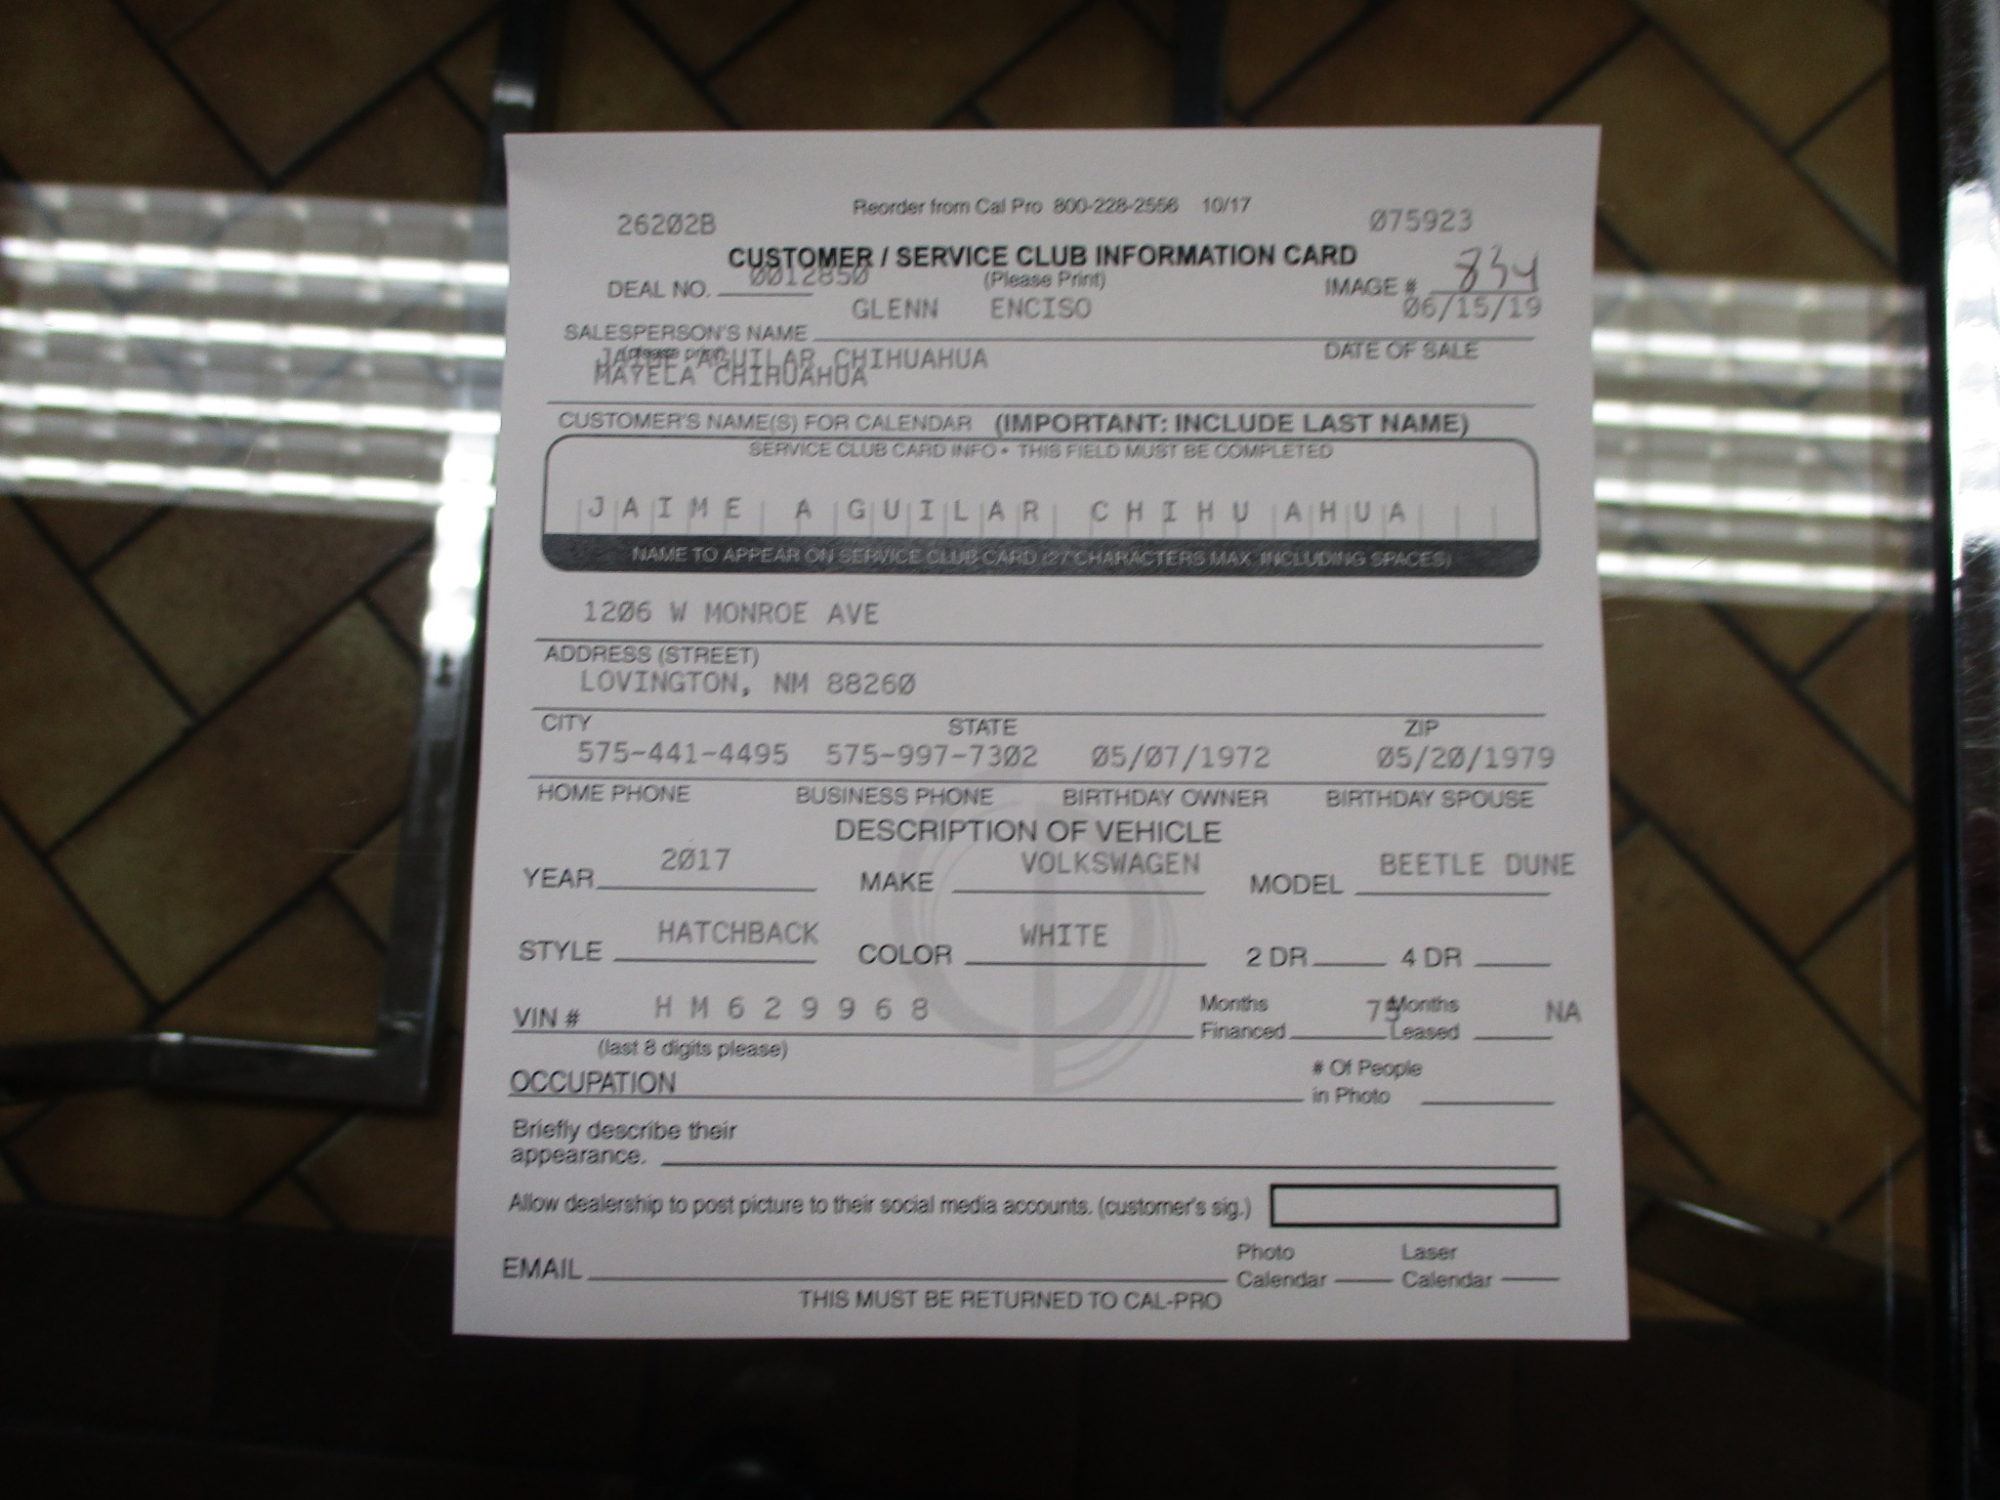 Reorder from Cal Pro 800-228-2556 10/17
26202B 075923
CUSTOMER / SERVICE CLUB INFORMATION CARD
DEAL NO. 0012850 (Please Print) IMAGE # 834
GLENN ENCISO 06/15/19
SALESPERSON'S NAME DATE OF SALE
(please print)
JAIME AGUILAR CHIHUAHUA
MAYELA CHIHUAHUA
CUSTOMER'S NAME(S) FOR CALENDAR (IMPORTANT: INCLUDE LAST NAME)
SERVICE CLUB CARD INFO • THIS FIELD MUST BE COMPLETED
JAIME AGUILAR CHIHUAHUA
NAME TO APPEAR ON SERVICE CLUB CARD (27 CHARACTERS MAX. INCLUDING SPACES)
1206 W MONROE AVE
ADDRESS (STREET)
LOVINGTON, NM 88260
CITY STATE ZIP
575-441-4495 575-997-7302 05/07/1972 05/20/1979
HOME PHONE BUSINESS PHONE BIRTHDAY OWNER BIRTHDAY SPOUSE
DESCRIPTION OF VEHICLE
YEAR 2017 MAKE VOLKSWAGEN MODEL BEETLE DUNE
STYLE HATCHBACK COLOR WHITE 2 DR 4 DR
VIN # HM629968 Months Financed Months Leased NA
(last 8 digits please)
OCCUPATION # Of People in Photo
Briefly describe their
appearance.
Allow dealership to post picture to their social media accounts. (customer's sig.)
EMAIL Photo Calendar Laser Calendar
THIS MUST BE RETURNED TO CAL-PRO